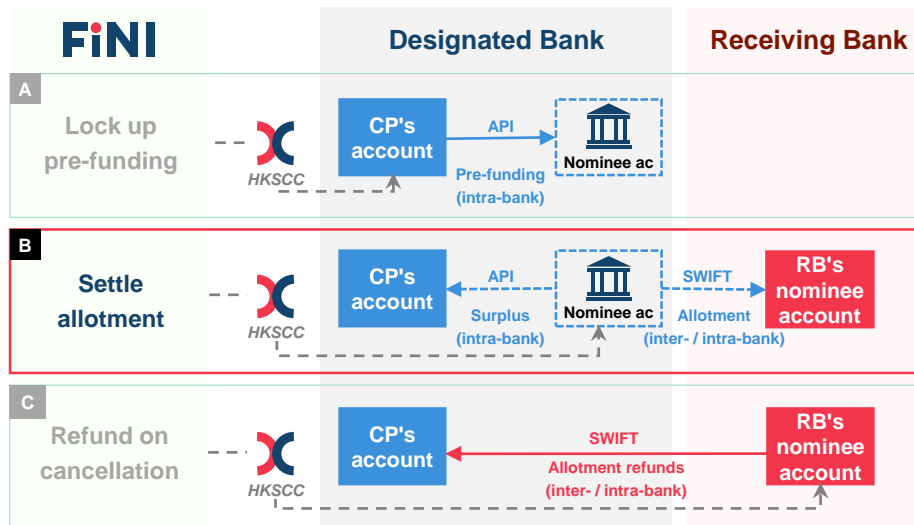 FiNI
Designated Bank
Receiving Bank
A
Lock up
pre-funding
HKSCC
CP's
account
API
Pre-funding
(intra-bank)
Nominee ac
B
Settle
allotment
HKSCC
CP's
account
API
Surplus
(intra-bank)
Nominee ac
SWIFT
Allotment
(inter- / intra-bank)
RB's
nominee
account
C
Refund on
cancellation
HKSCC
CP's
account
SWIFT
Allotment refunds
(inter- / intra-bank)
RB's
nominee
account